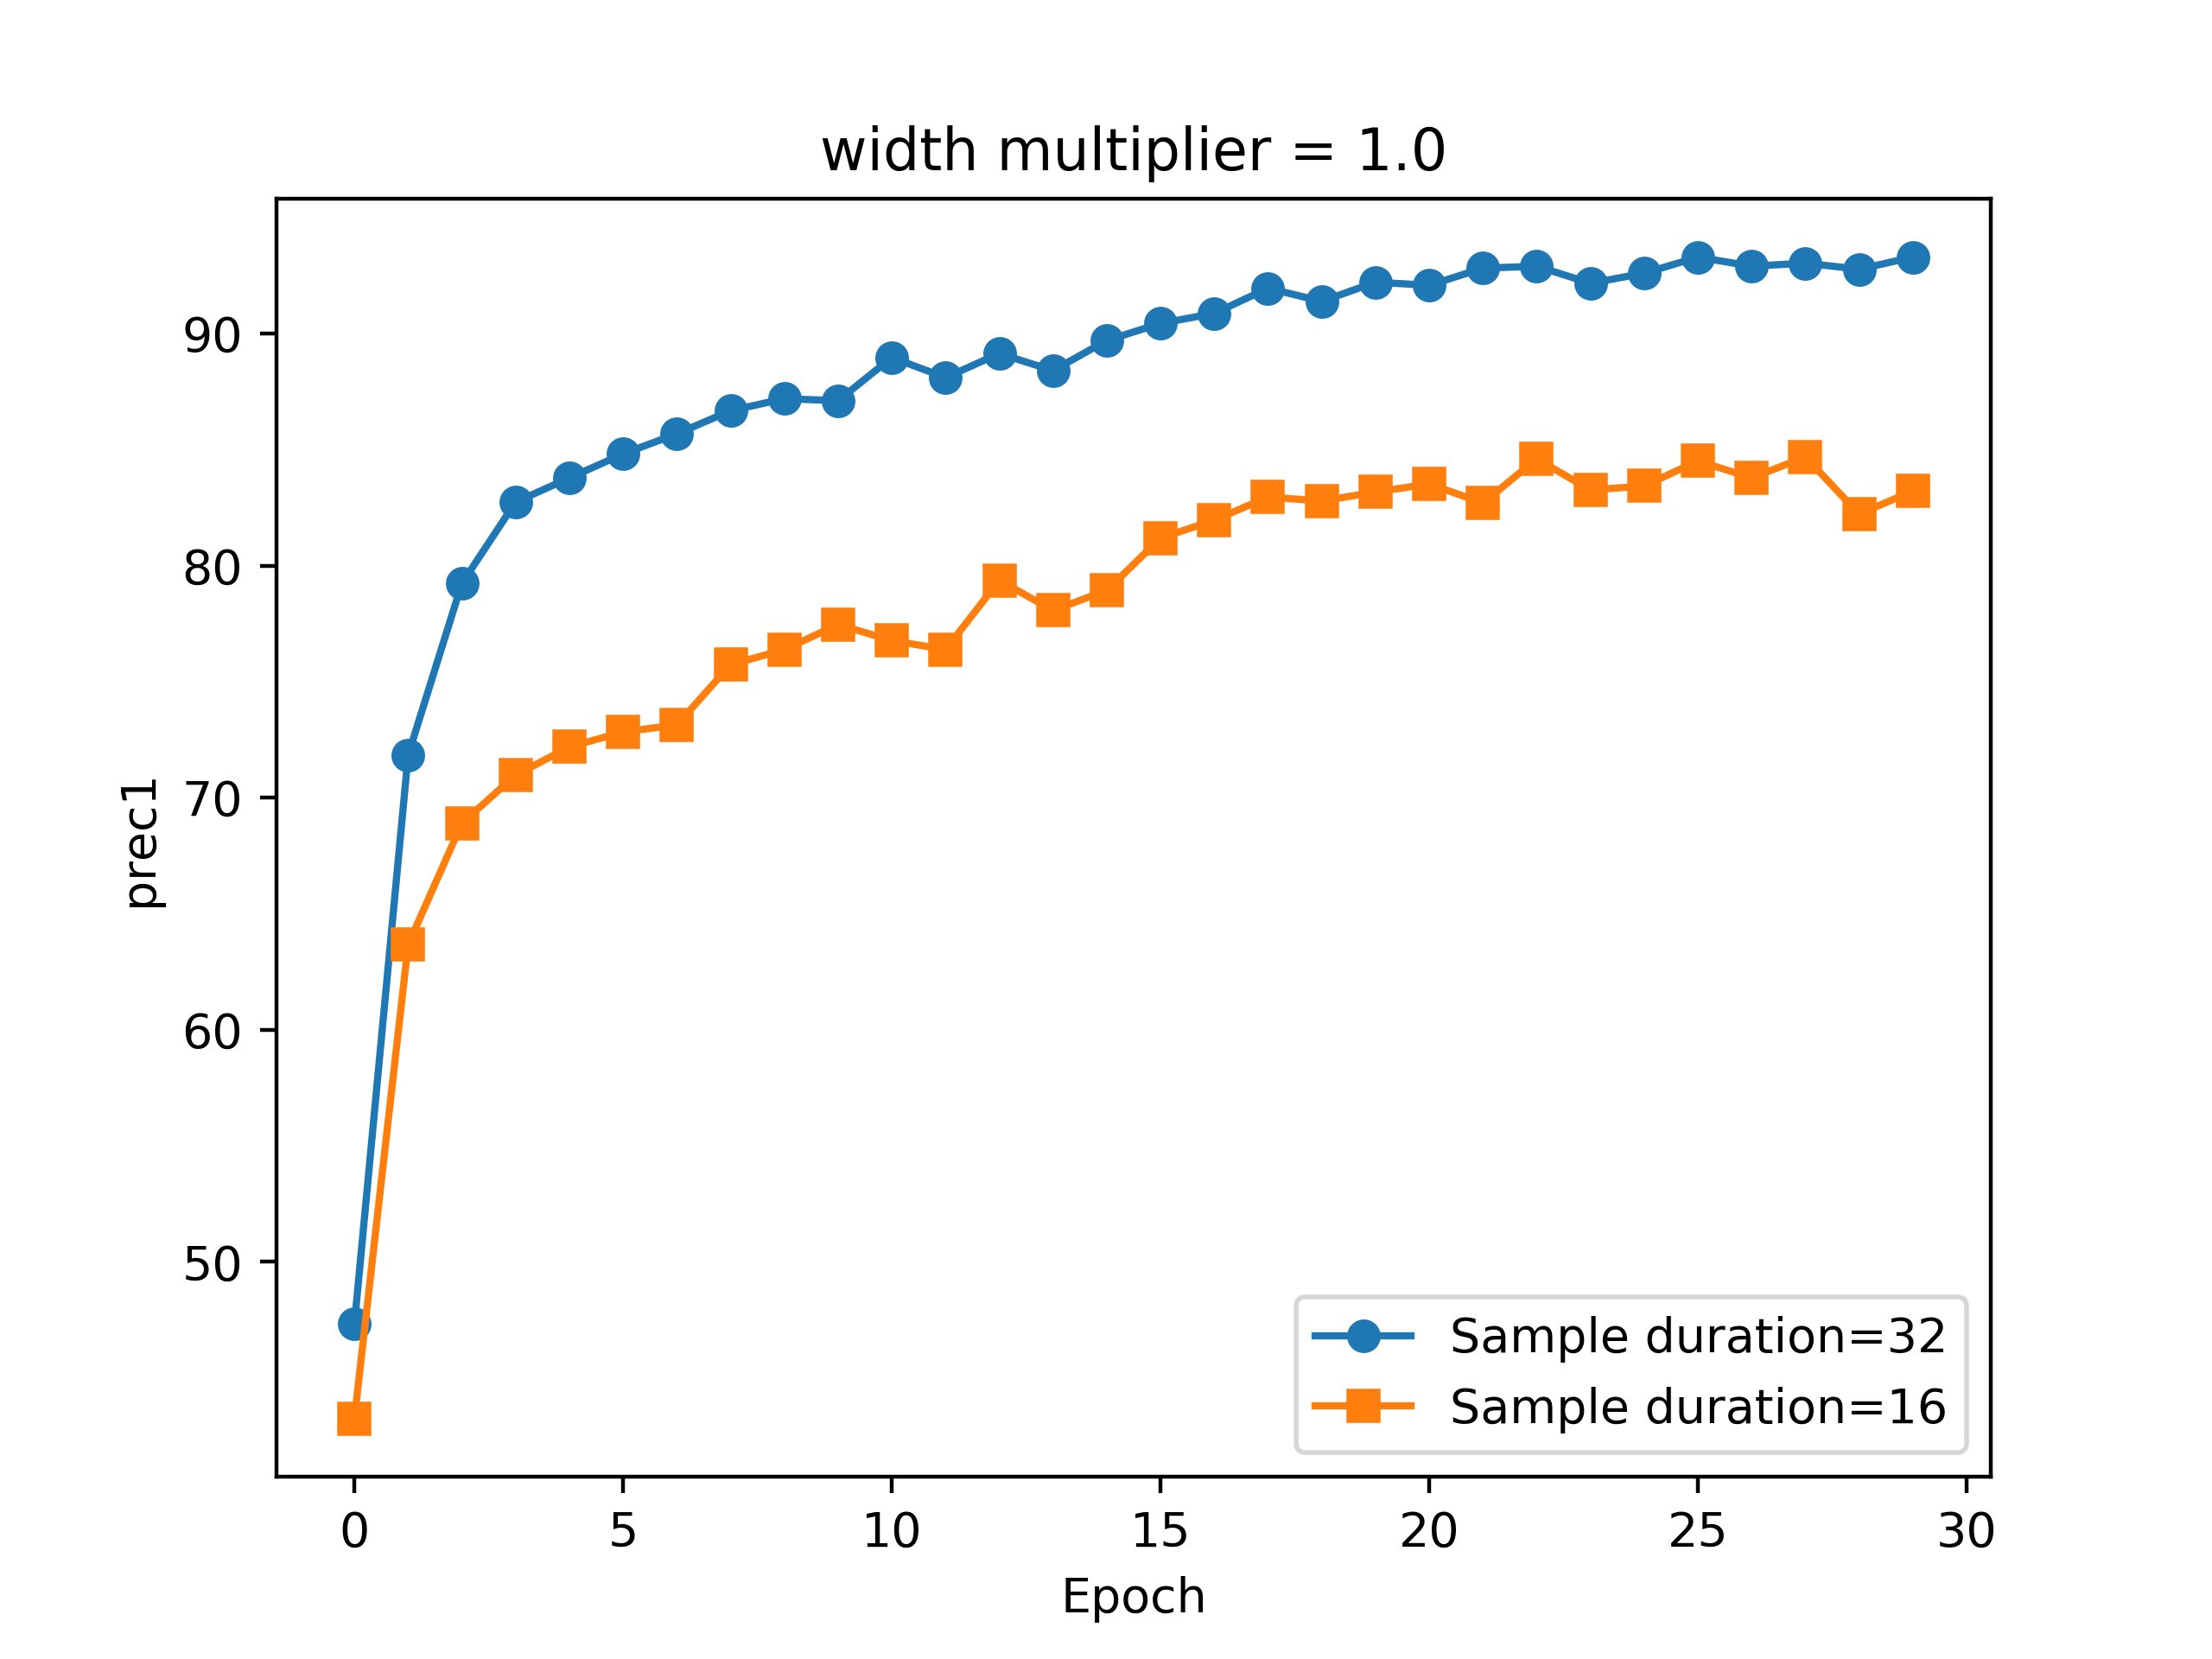 width multiplier = 1.0
prec1
90
80
70
60
50
Sample duration=32
Sample duration=16
0 5 10 15 20 25 30
Epoch